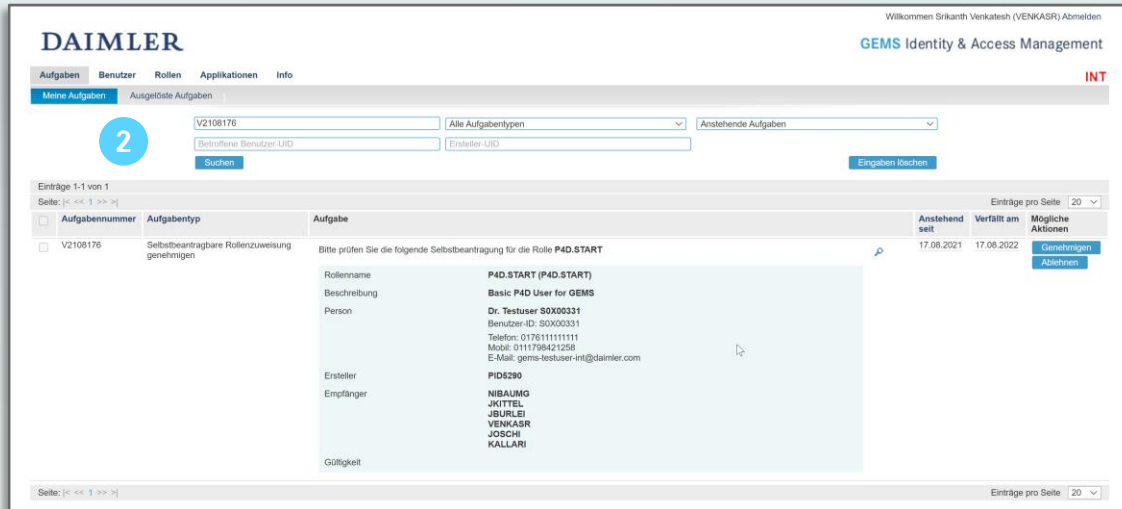 Willkommen Srikanth Venkatesh (VENKASR) Abmelden
DAIMLER
GEMS Identity & Access Management
Aufgaben Benutzer Rollen Applikationen Info
INT
Meine Aufgaben Ausgelöste Aufgaben
2
V2108176 Alle Aufgabentypen Anstehende Aufgaben
Betroffene Benutzer-UID Ersteller-UID
Suchen Eingaben löschen
Einträge 1-1 von 1
Seite: |< << 1 >> >| Einträge pro Seite 20
Aufgabennummer Aufgabentyp Aufgabe Anstehend seit Verfällt am Mögliche Aktionen
V2108176 Selbstbeantragbare Rollenzuweisung genehmigen Bitte prüfen Sie die folgende Selbstbeantragung für die Rolle P4D.START 17.08.2021 17.08.2022 Genehmigen
Ablehnen
Rollenname P4D.START (P4D.START)
Beschreibung Basic P4D User for GEMS
Person Dr. Testuser S0X00331
Benutzer-ID: S0X00331
Telefon: 0176111111111
Mobil: 0111798421258
E-Mail: gems-testuser-int@daimler.com
Ersteller PID5290
Empfänger NIBAUMG
JKITTEL
JBURLEI
VENKASR
JOSCHI
KALLARI
Gültigkeit
Seite: |< << 1 >> >| Einträge pro Seite 20